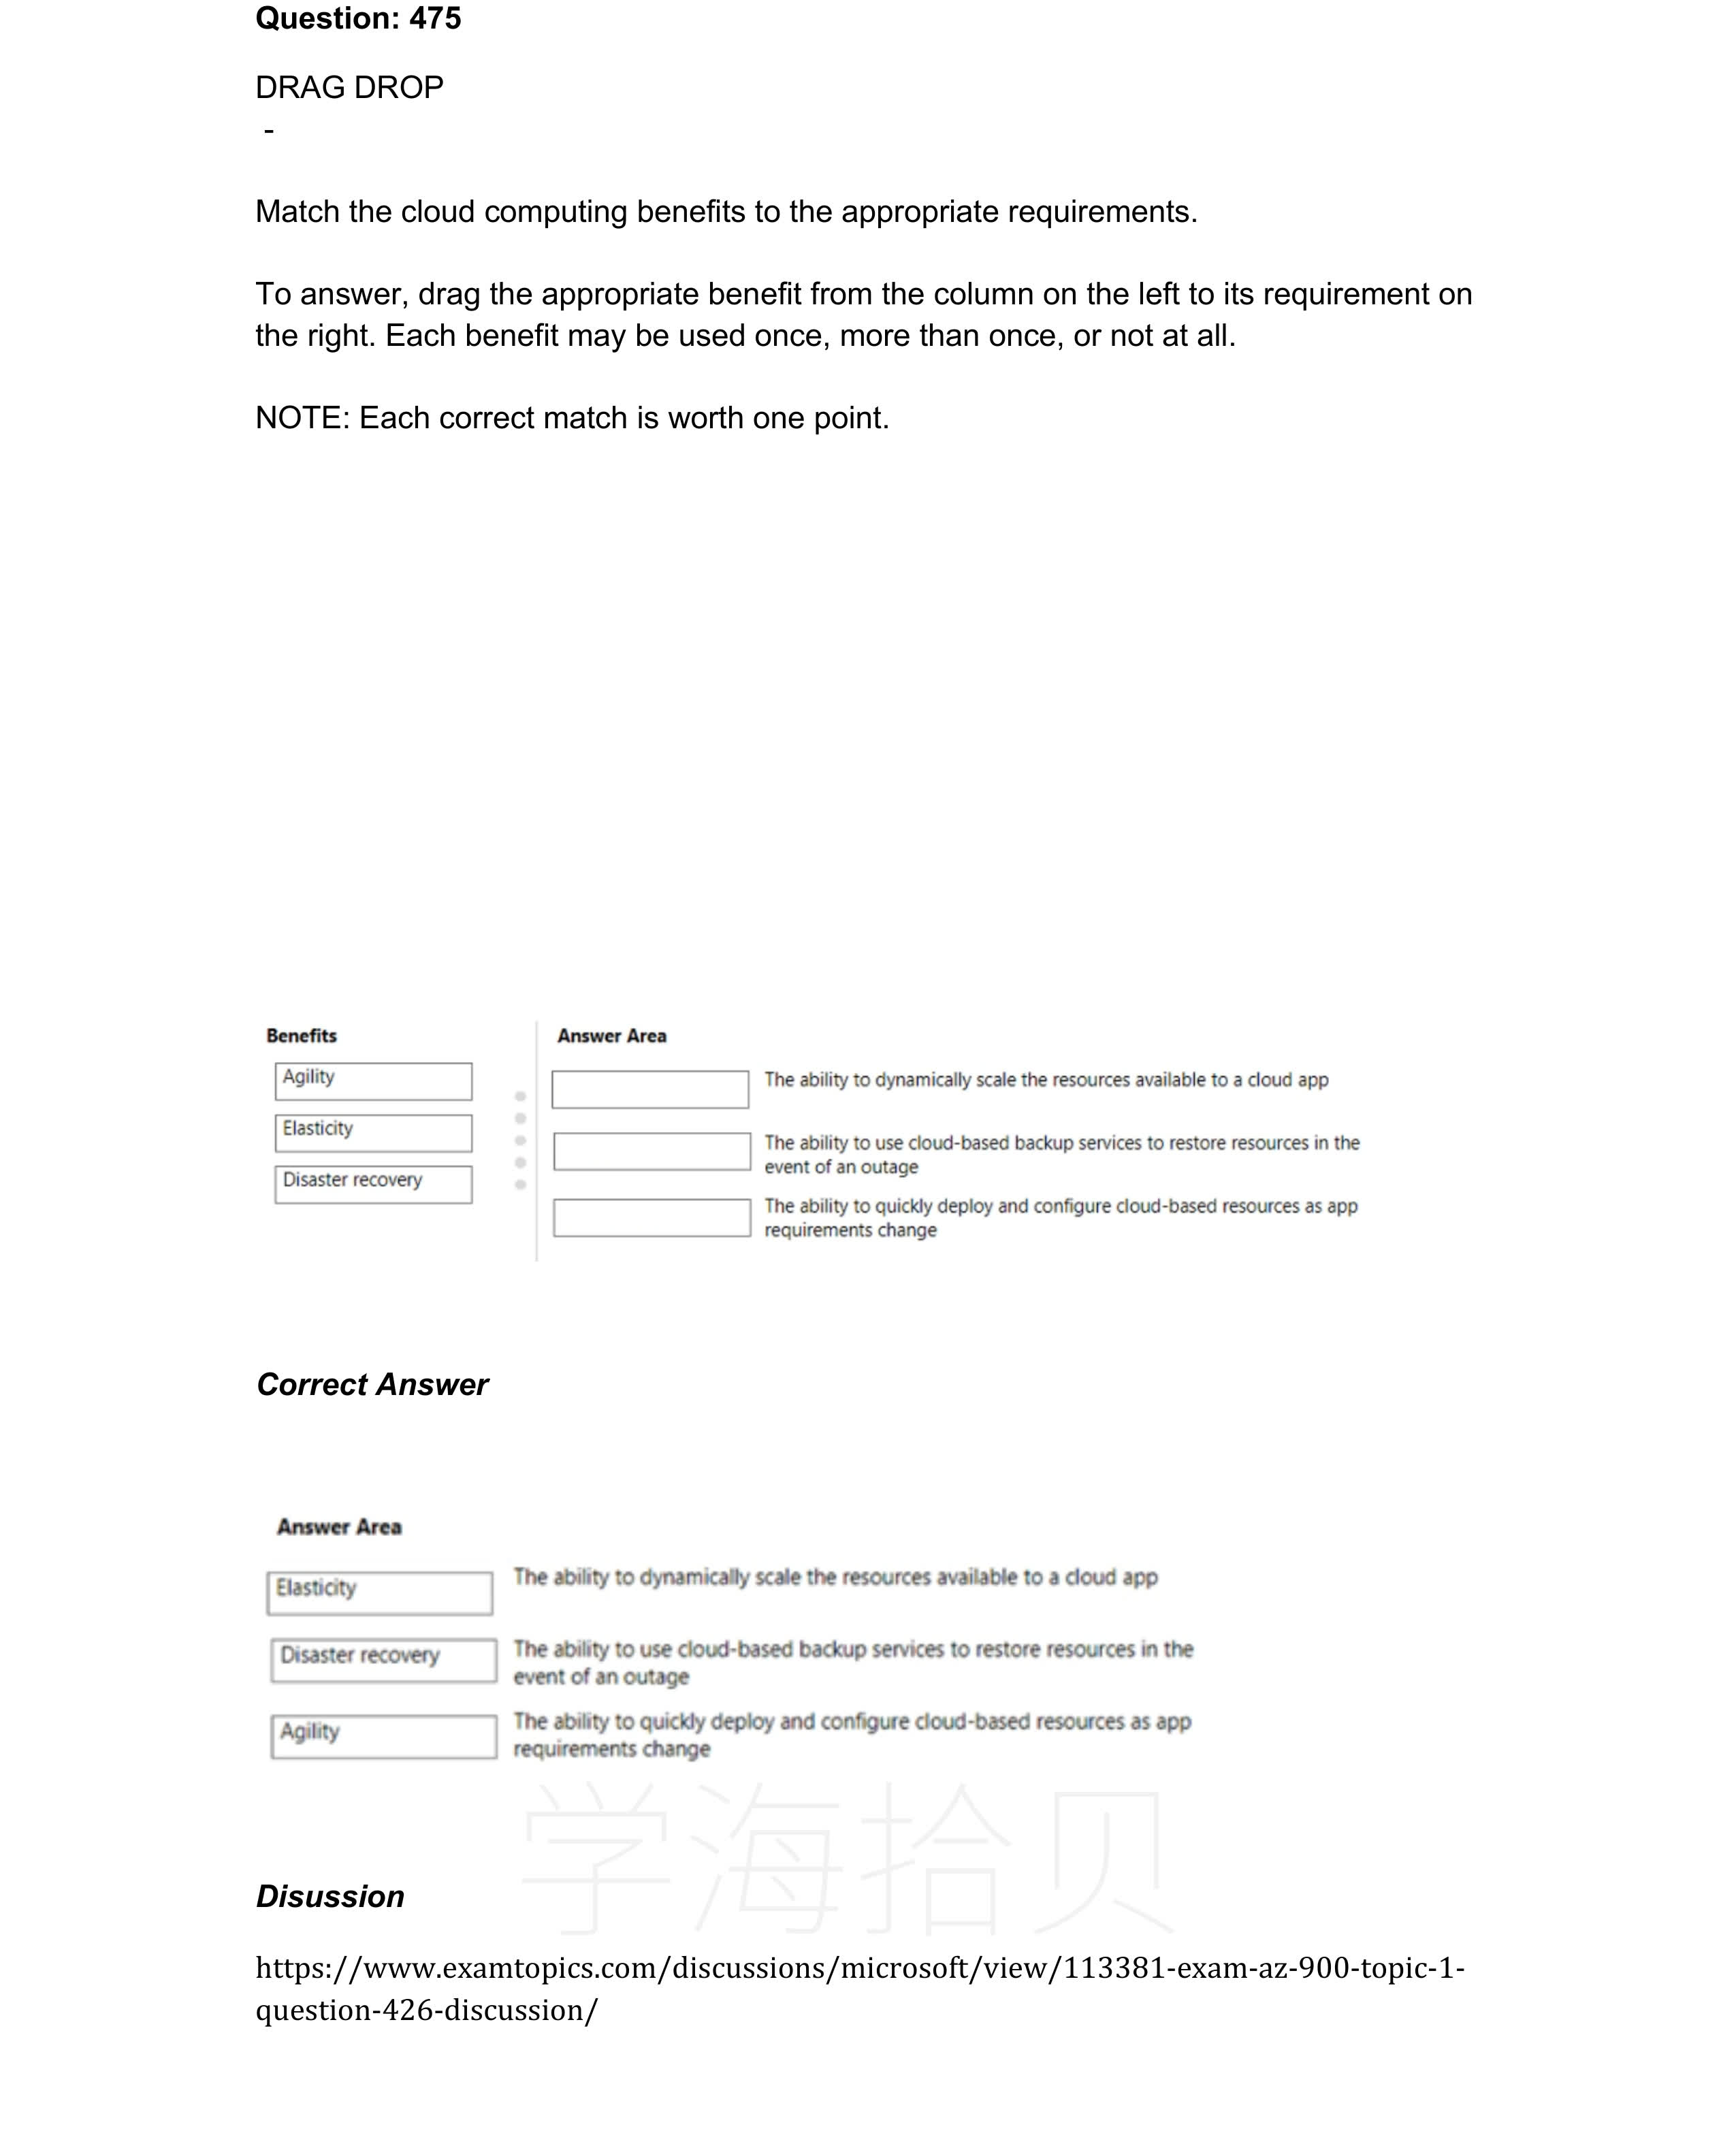 Question: 475
DRAG DROP
-
Match the cloud computing benefits to the appropriate requirements.
To answer, drag the appropriate benefit from the column on the left to its requirement on
the right. Each benefit may be used once, more than once, or not at all.
NOTE: Each correct match is worth one point.
Benefits
Agility
Elasticity
Disaster recovery
Answer Area
The ability to dynamically scale the resources available to a cloud app
The ability to use cloud-based backup services to restore resources in the
event of an outage
The ability to quickly deploy and configure cloud-based resources as app
requirements change
Correct Answer
Answer Area
Elasticity
The ability to dynamically scale the resources available to a cloud app
Disaster recovery
The ability to use cloud-based backup services to restore resources in the
event of an outage
Agility
The ability to quickly deploy and configure cloud-based resources as app
requirements change
学海拾贝
Disussion
https://www.examtopics.com/discussions/microsoft/view/113381-exam-az-900-topic-1-
question-426-discussion/